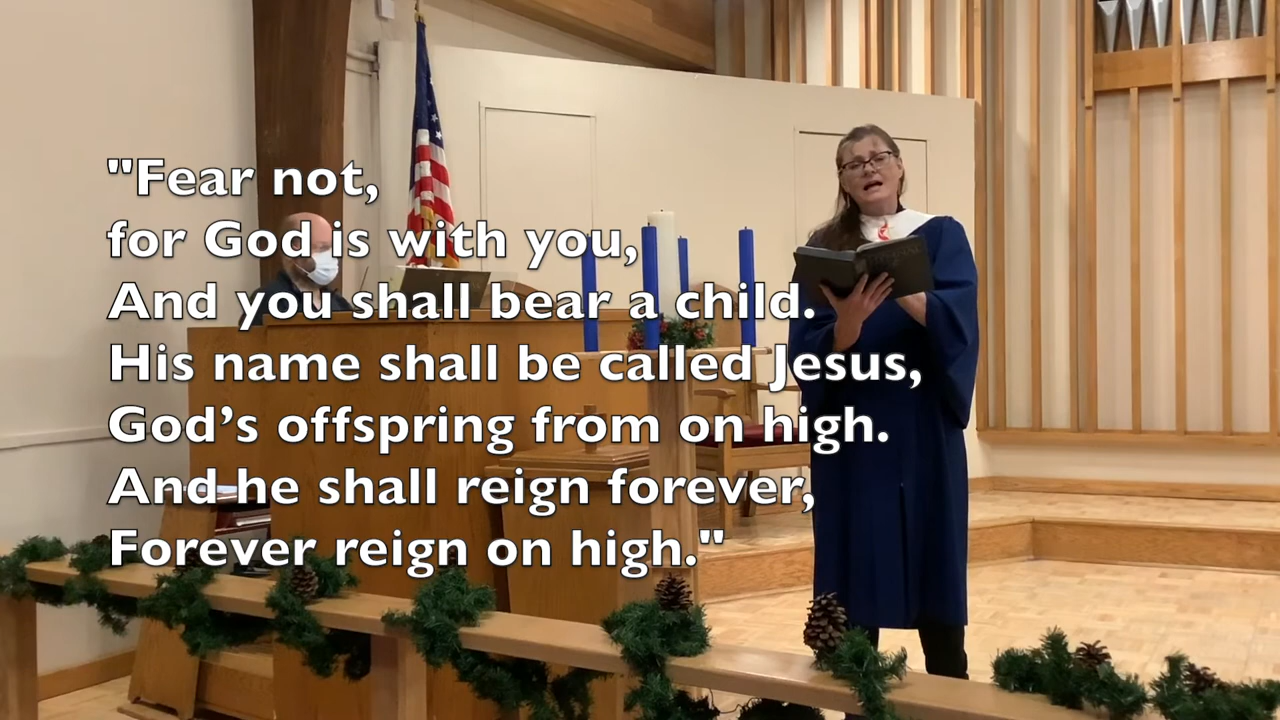 "Fear not,
for God is with you,
And you shall bear a child.
His name shall be called Jesus,
God’s offspring from on high.
And he shall reign forever,
Forever reign on high."